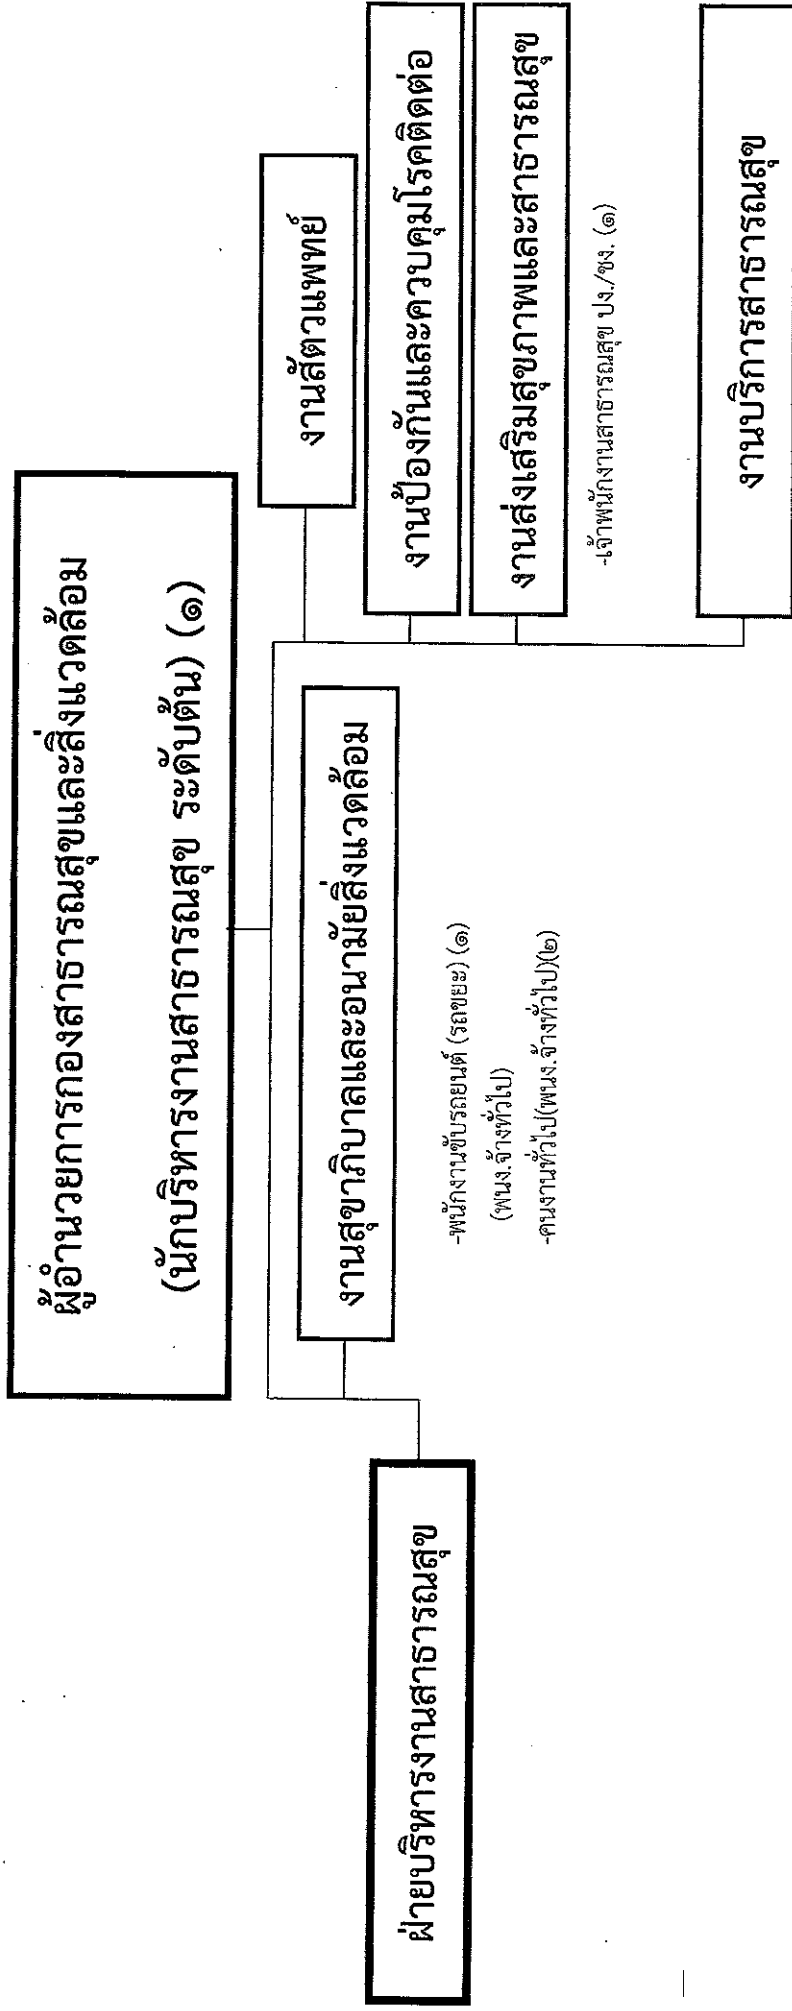 ผู้อำนวยการกองสาธารณสุขและสิ่งแวดล้อม
(นักบริหารงานสาธารณสุข ระดับต้น) (๑)
ฝ่ายบริหารงานสาธารณสุข
งานสุขาภิบาลและอนามัยสิ่งแวดล้อม
-พนักงานขับรถยนต์ (รถขยะ) (๑)
(พนง.จ้างทั่วไป)
-คนงานทั่วไป(พนง.จ้างทั่วไป)(๒)
งานสัตวแพทย์
งานป้องกันและควบคุมโรคติดต่อ
งานส่งเสริมสุขภาพและสาธารณสุข
-เจ้าพนักงานสาธารณสุข ปง./ชง. (๑)
งานบริการสาธารณสุข